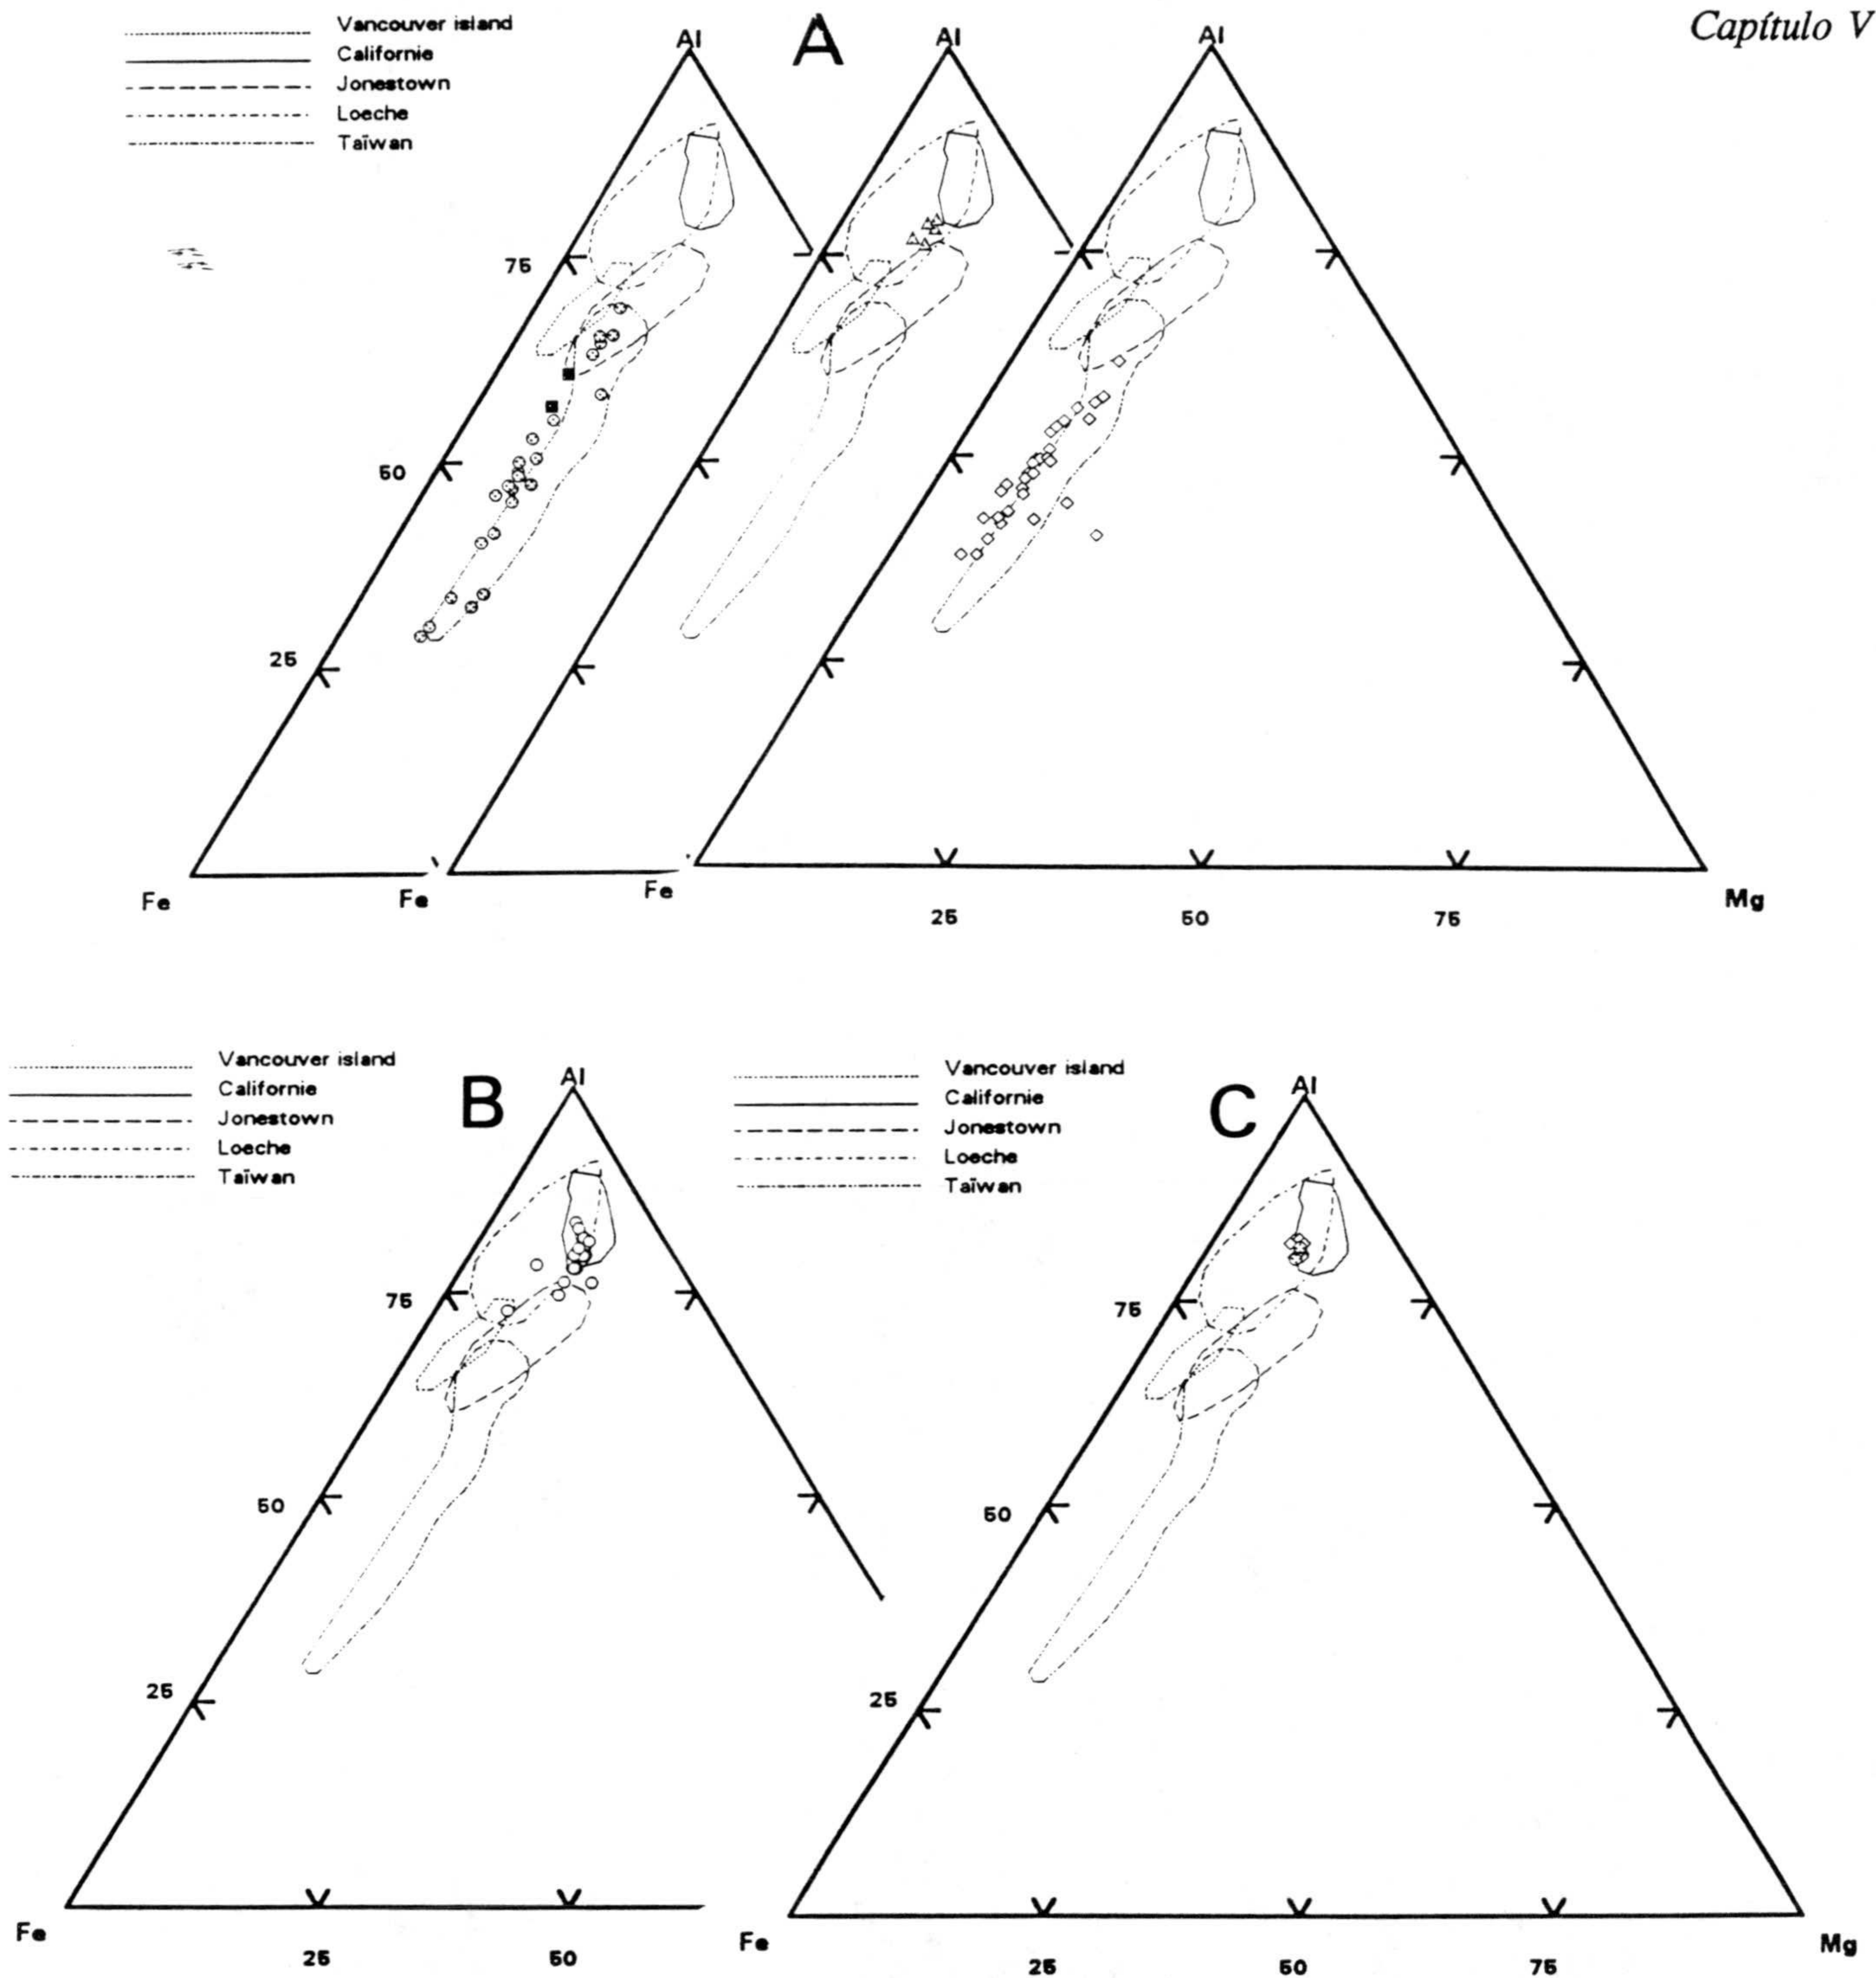 Capítulo V
Vancouver island
Californie
Jonestown
Loeche
Taïwan
Al
A
Al
Al
75
50
25
Fe
Fe
Fe
Mg
25
50
75
Vancouver island
Californie
Jonestown
Loeche
Taïwan
B
Al
75
50
25
Fe
25
50
Vancouver island
Californie
Jonestown
Loeche
Taïwan
C
Al
75
50
25
Fe
Mg
25
50
75